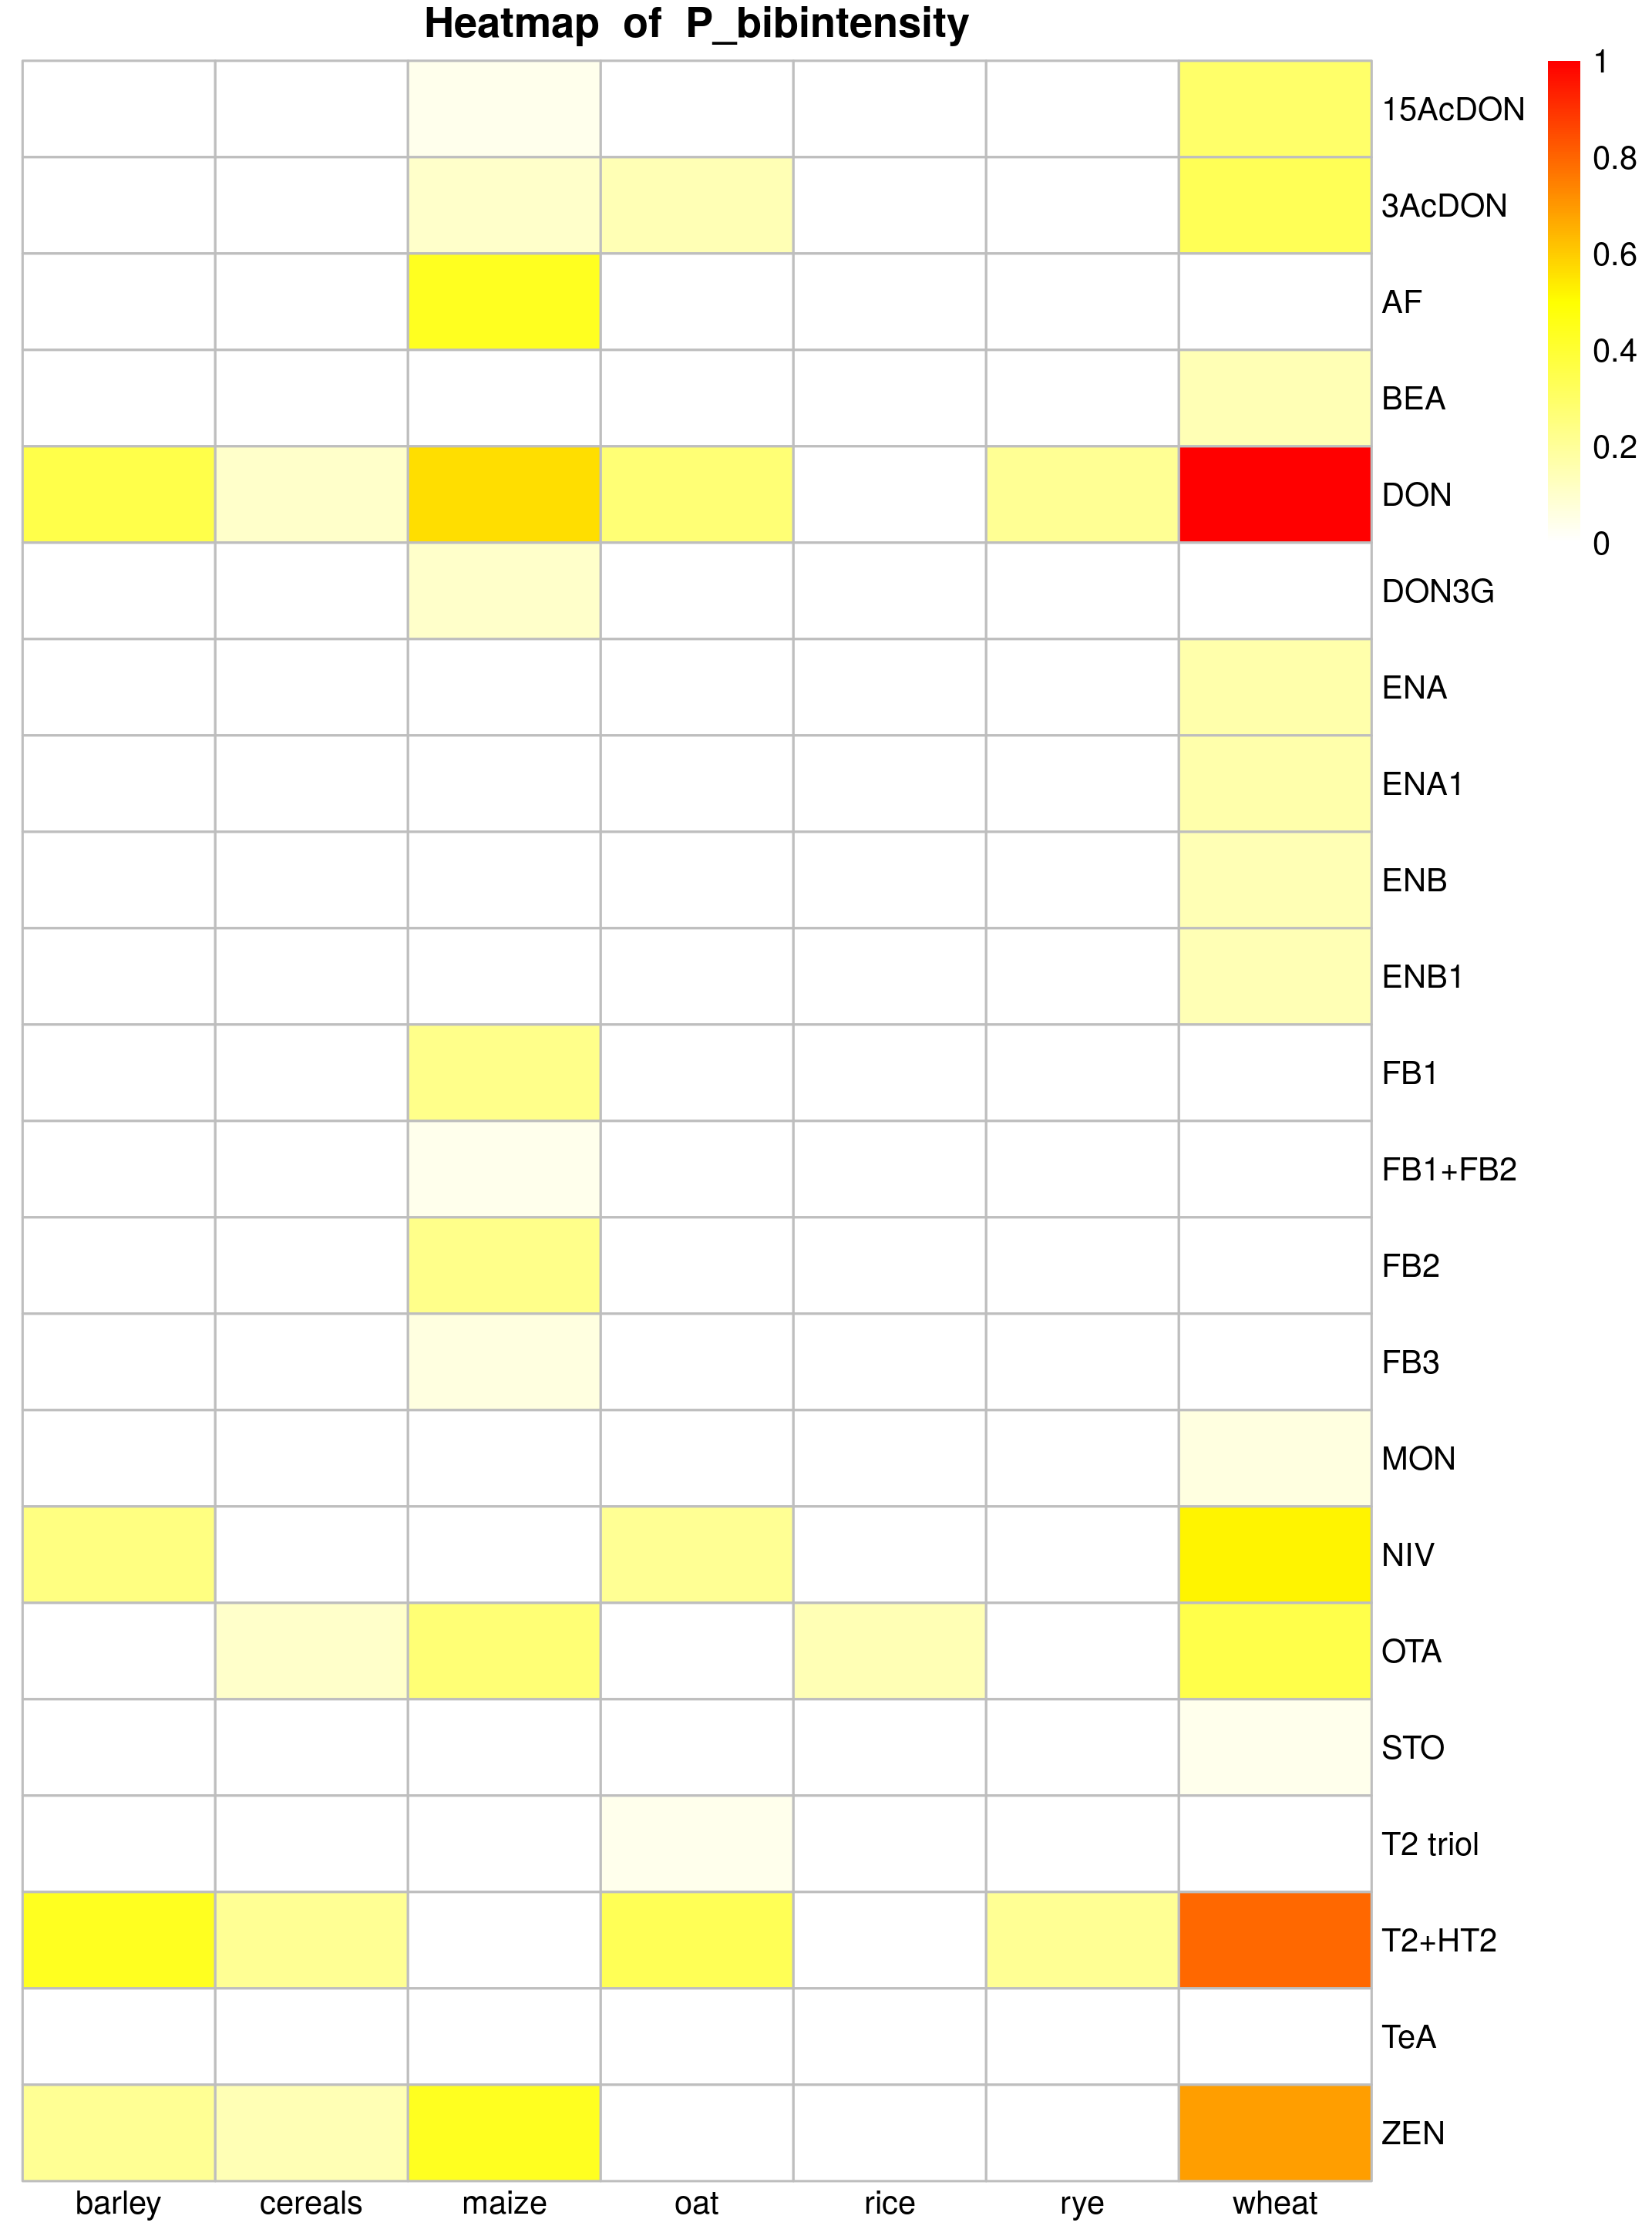 Heatmap of P_bibintensity
15AcDON
3AcDON
AF
BEA
DON
DON3G
ENA
ENA1
ENB
ENB1
FB1
FB1+FB2
FB2
FB3
MON
NIV
OTA
STO
T2 triol
T2+HT2
TeA
ZEN
1
0.8
0.6
0.4
0.2
0
barley cereals maize oat rice rye wheat